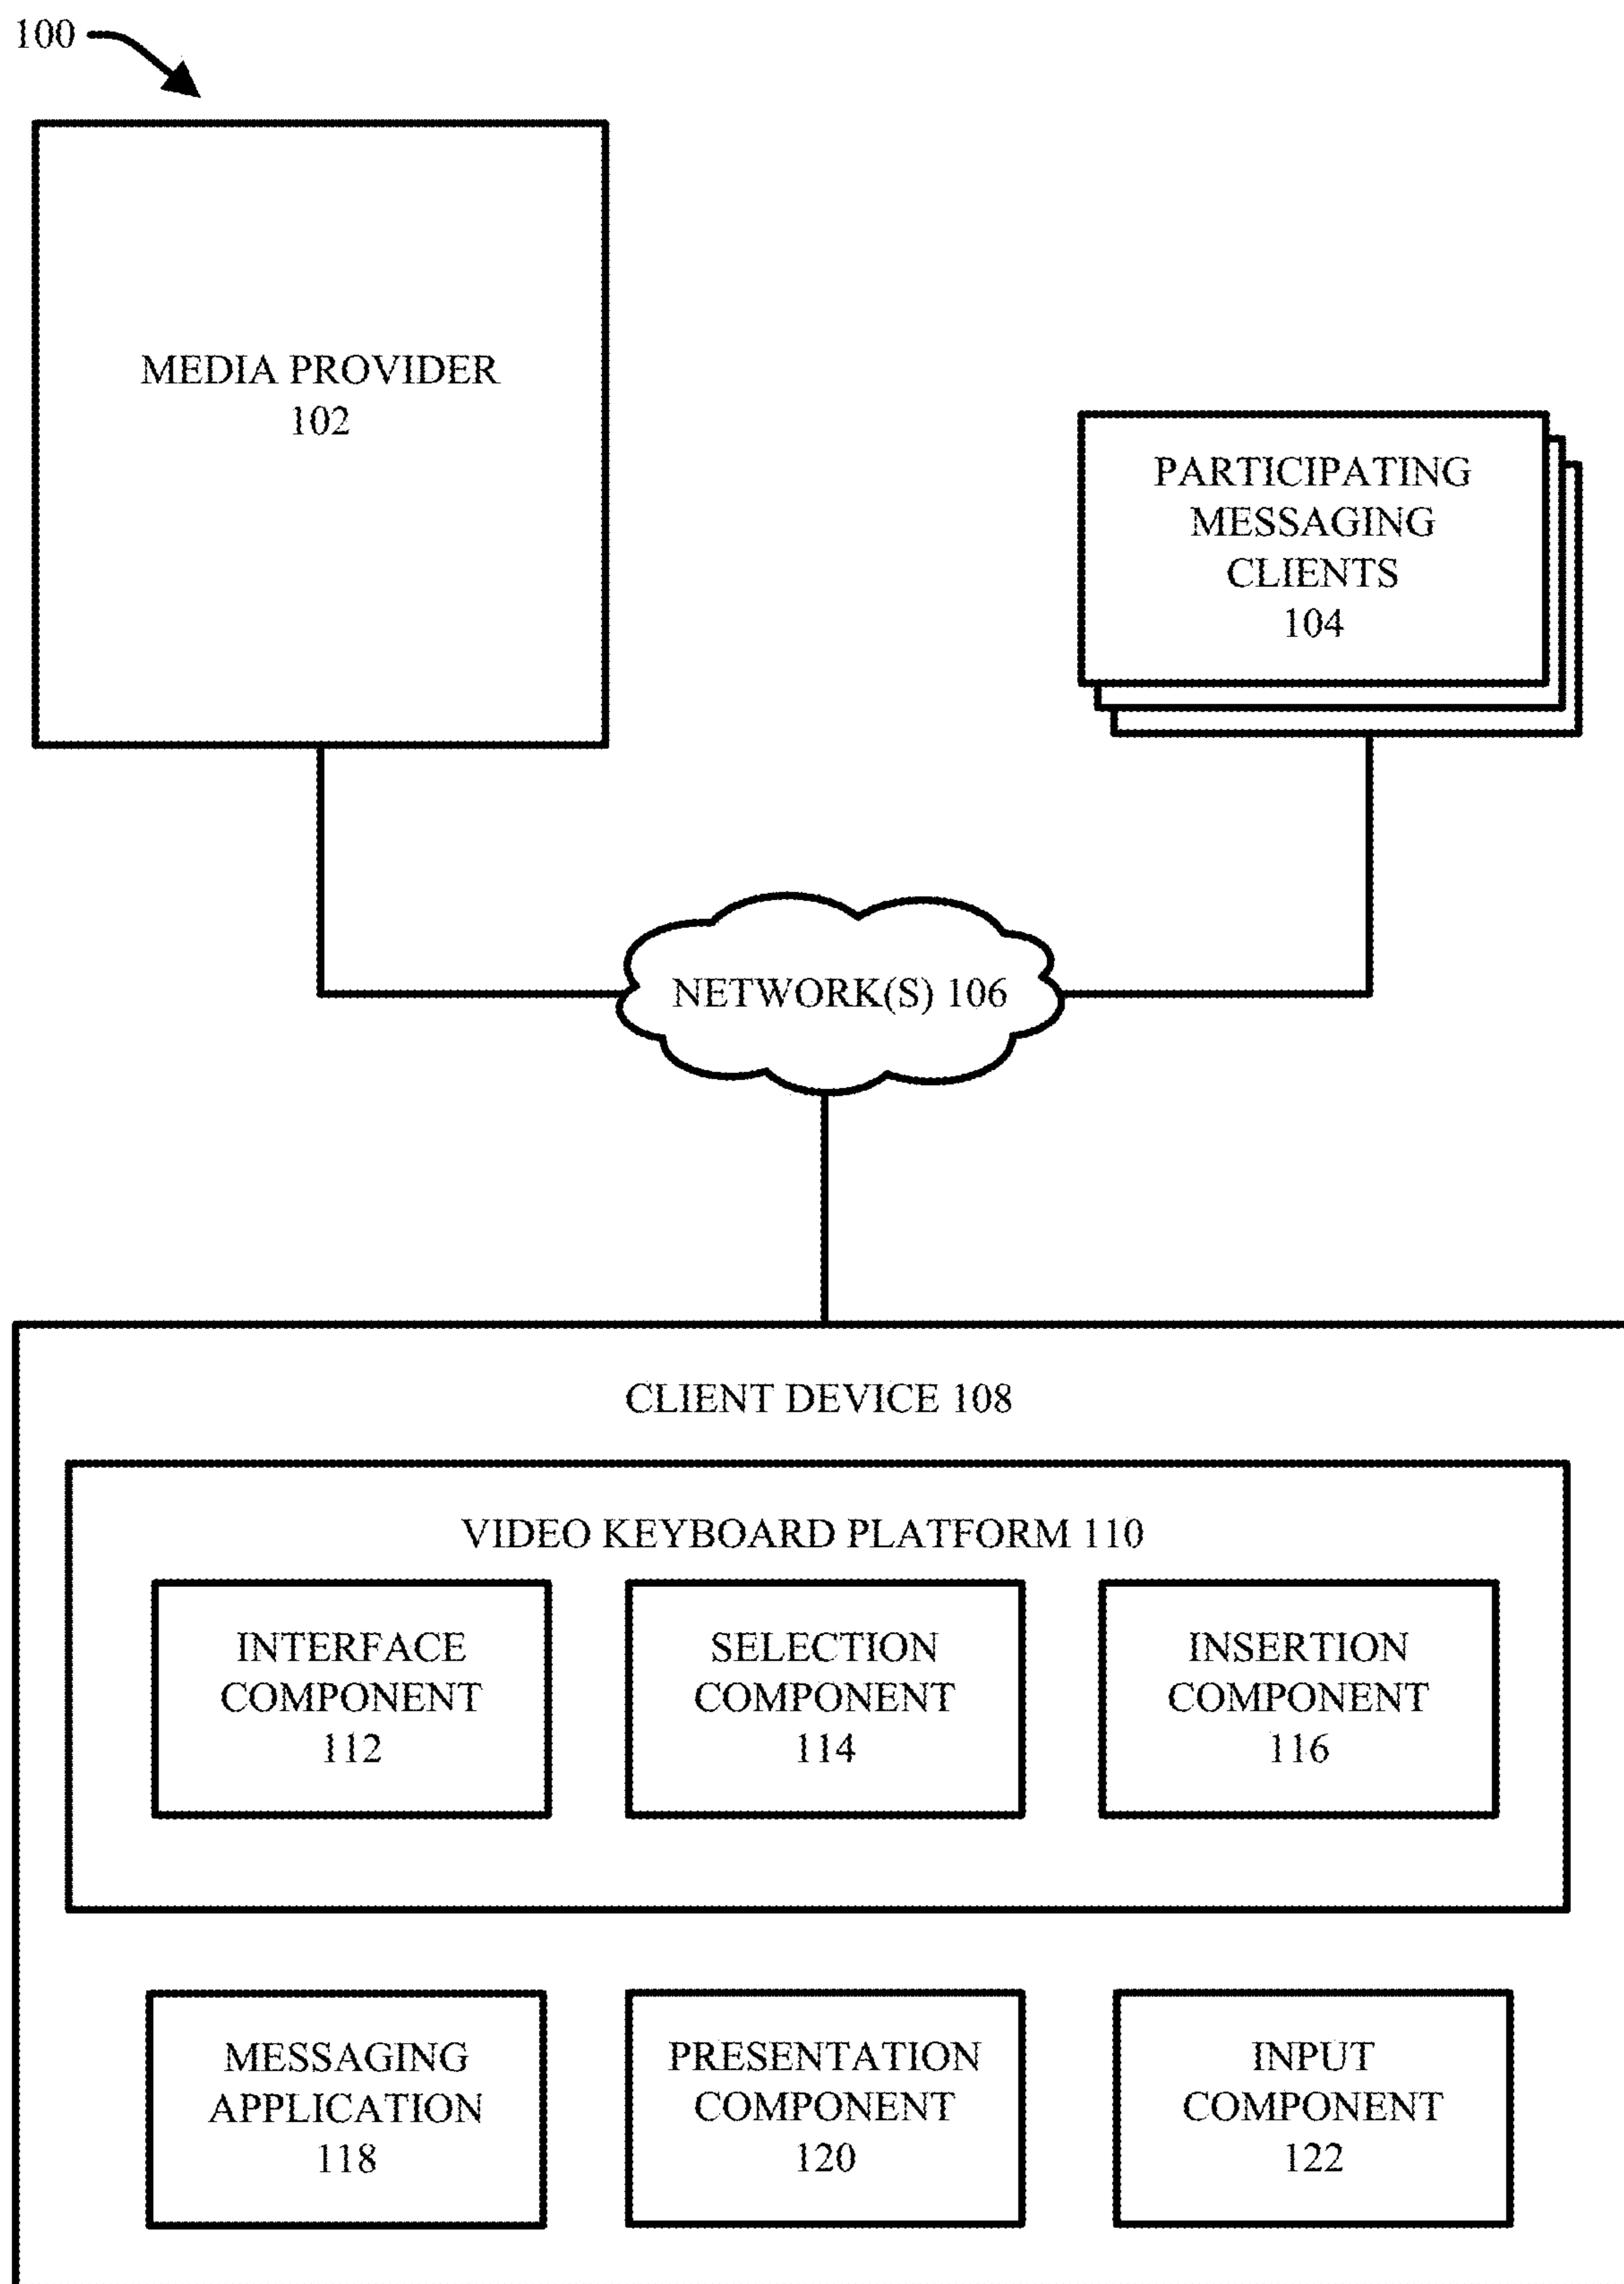 100
MEDIA PROVIDER
102
PARTICIPATING
MESSAGING
CLIENTS
104
NETWORK(S) 106
CLIENT DEVICE 108
VIDEO KEYBOARD PLATFORM 110
INTERFACE
COMPONENT
112
SELECTION
COMPONENT
114
INSERTION
COMPONENT
116
MESSAGING
APPLICATION
118
PRESENTATION
COMPONENT
120
INPUT
COMPONENT
122